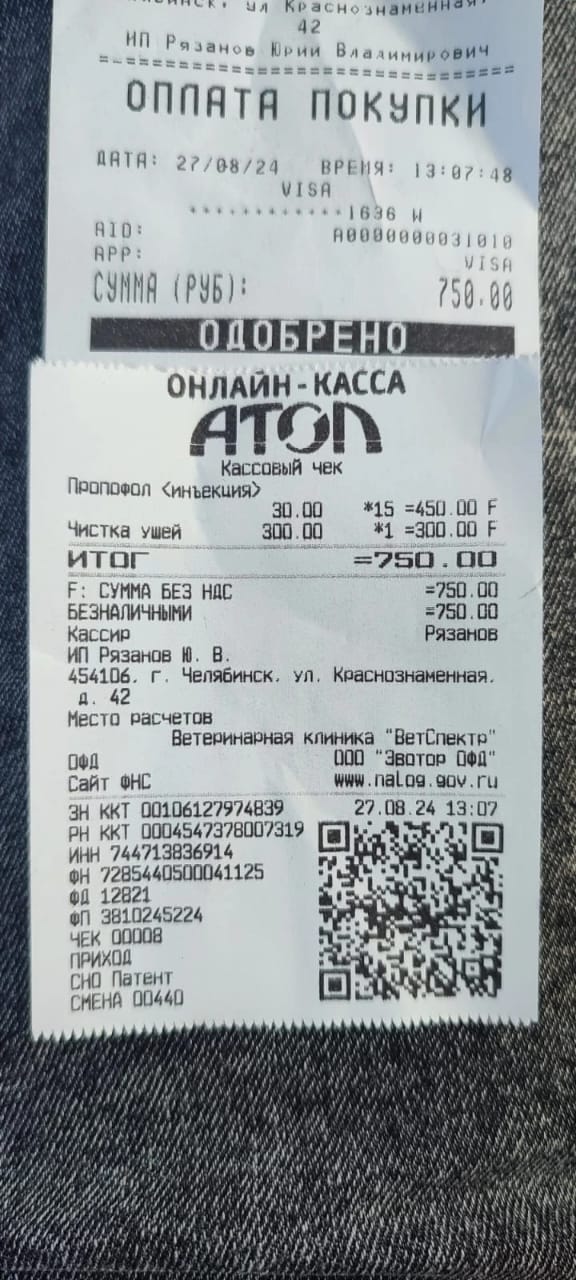 ул Краснознаменная,
42
ИП Рязанов Юрий Владимирович
ОПЛАТА ПОКУПКИ
ДАТА: 27/08/24 ВРЕМЯ: 13:07:48
VISA
************1636 W
AID: A0000000031010
APP: VISA
СУММА (РУБ): 750.00
ОДОБРЕНО
ОНЛАЙН-КАССА
АТОЛ
Кассовый чек
Пропофол <инъекция>
30.00 *15 =450.00 F
Чистка ушей 300.00 *1 =300.00 F
ИТОГ =750.00
F: СУММА БЕЗ НДС =750.00
БЕЗНАЛИЧНЫМИ =750.00
Кассир Рязанов
ИП Рязанов Ю. В.
454106. г. Челябинск. ул. Краснознаменная.
д. 42
Место расчетов
Ветеринарная клиника "ВетСпектр"
ОФД ООО "Эвотор ОФД"
Сайт ФНС www.nalog.gov.ru
ЗН ККТ 00106127974839 27.08.24 13:07
РН ККТ 0004547378007319
ИНН 744713836914
ФН 7285440500041125
ФД 12821
ФП 3810245224
ЧЕК 00008
ПРИХОД
СНО Патент
СМЕНА 00440